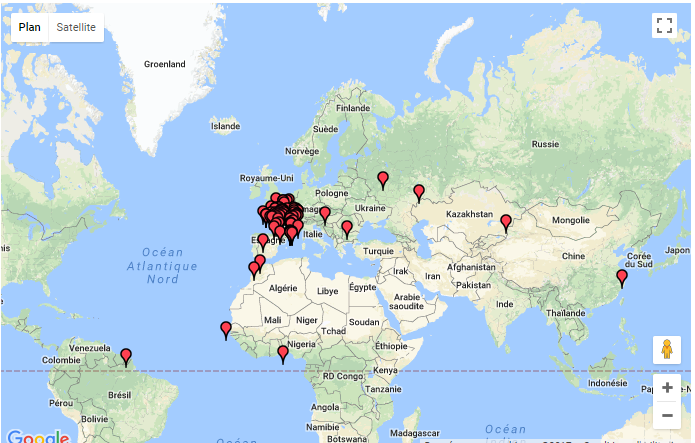 Plan
Satellite
Groenland
Islande
Finlande
Suède
Norvège
Russie
Royaume-Uni
Pologne
Ukraine
Kazakhstan
Mongolie
Italie
Turquie
Chine
Corée
du Sud
Japon
Océan
Atlantique
Nord
Irak
Iran
Afghanistan
Pakistan
Algérie
Libye
Égypte
Arabie
saoudite
Inde
Mali
Niger
Tchad
Soudan
Thaïlande
Nigeria
Éthiopie
Venezuela
Colombie
RD Congo
Kenya
Tanzanie
Indonésie
Brésil
Pérou
Bolivie
Angola
Namibie
Botswana
Madagascar
Océan
Google